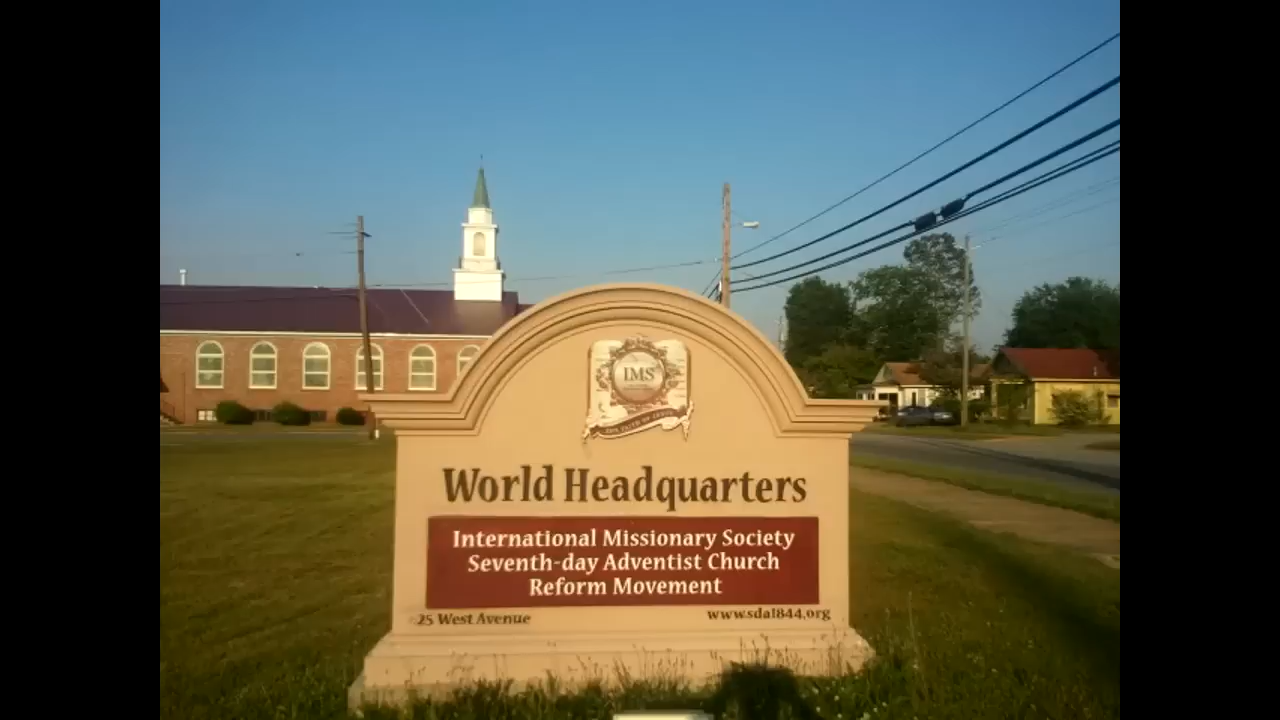 IMS
World Headquarters
International Missionary Society
Seventh-day Adventist Church
Reform Movement
25 West Avenue
www.sda1844.org